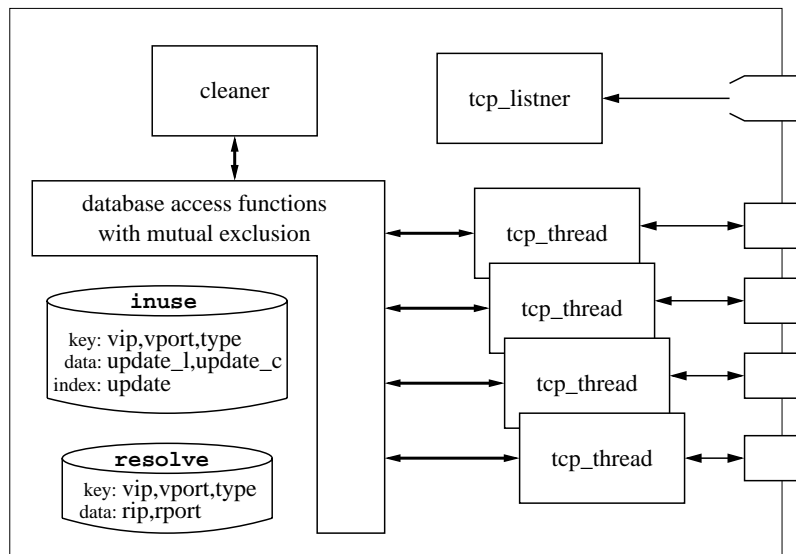 cleaner
tcp_listner
database access functions
with mutual exclusion
tcp_thread
tcp_thread
tcp_thread
tcp_thread
inuse
key: vip,vport,type
data: update_l,update_c
index: update
resolve
key: vip,vport,type
data: rip,rport